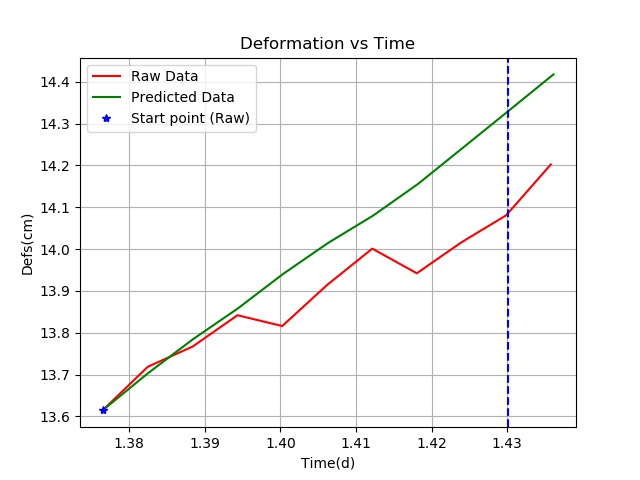 Deformation vs Time
Raw Data
Predicted Data
Start point (Raw)
Defs(cm)
14.4
14.3
14.2
14.1
14.0
13.9
13.8
13.7
13.6
1.38 1.39 1.40 1.41 1.42 1.43
Time(d)